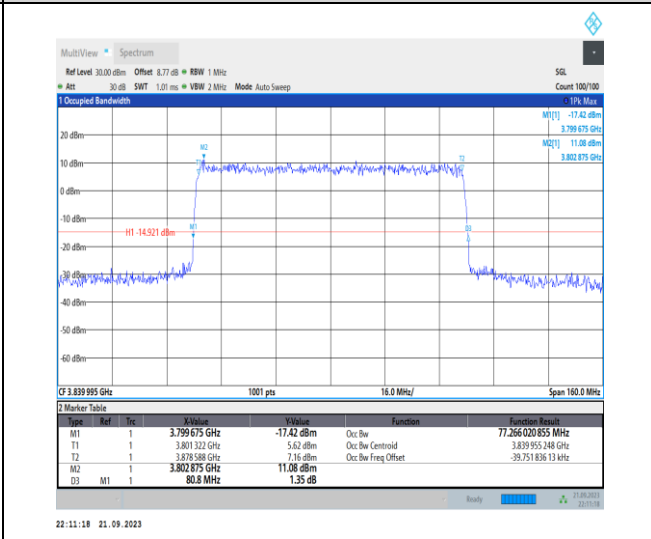 MultiView Spectrum
Ref Level 30.00 dBm Offset 8.77 dB RBW 1 MHz SGL
Att 30 dB SWT 1.01 ms VBW 2 MHz Mode Auto Sweep Count 100/100
1 Occupied Bandwidth 1Pk Max
M1[1] -17.42 dBm
3.799 675 GHz
20 dBm
M2[1] 11.08 dBm
M2
3.802 875 GHz
10 dBm
T2
0 dBm
-10 dBm
M1
D3
H1 -14.921 dBm
-20 dBm
-30 dBm
-40 dBm
-50 dBm
-60 dBm
CF 3.839 995 GHz 1001 pts 16.0 MHz/ Span 160.0 MHz
2 Marker Table
Type Ref Trc X-Value Y-Value Function Function Result
M1 1 3.799 675 GHz -17.42 dBm Occ Bw 77.266 020 855 MHz
T1 1 3.801 322 GHz 5.62 dBm Occ Bw Centroid 3.839 955 248 GHz
T2 1 3.878 588 GHz 7.16 dBm Occ Bw Freq Offset -39.751 836 13 kHz
M2 1 3.802 875 GHz 11.08 dBm
D3 M1 1 80.8 MHz 1.35 dB
Ready 21.09.2023
22:11:18
22:11:18 21.09.2023